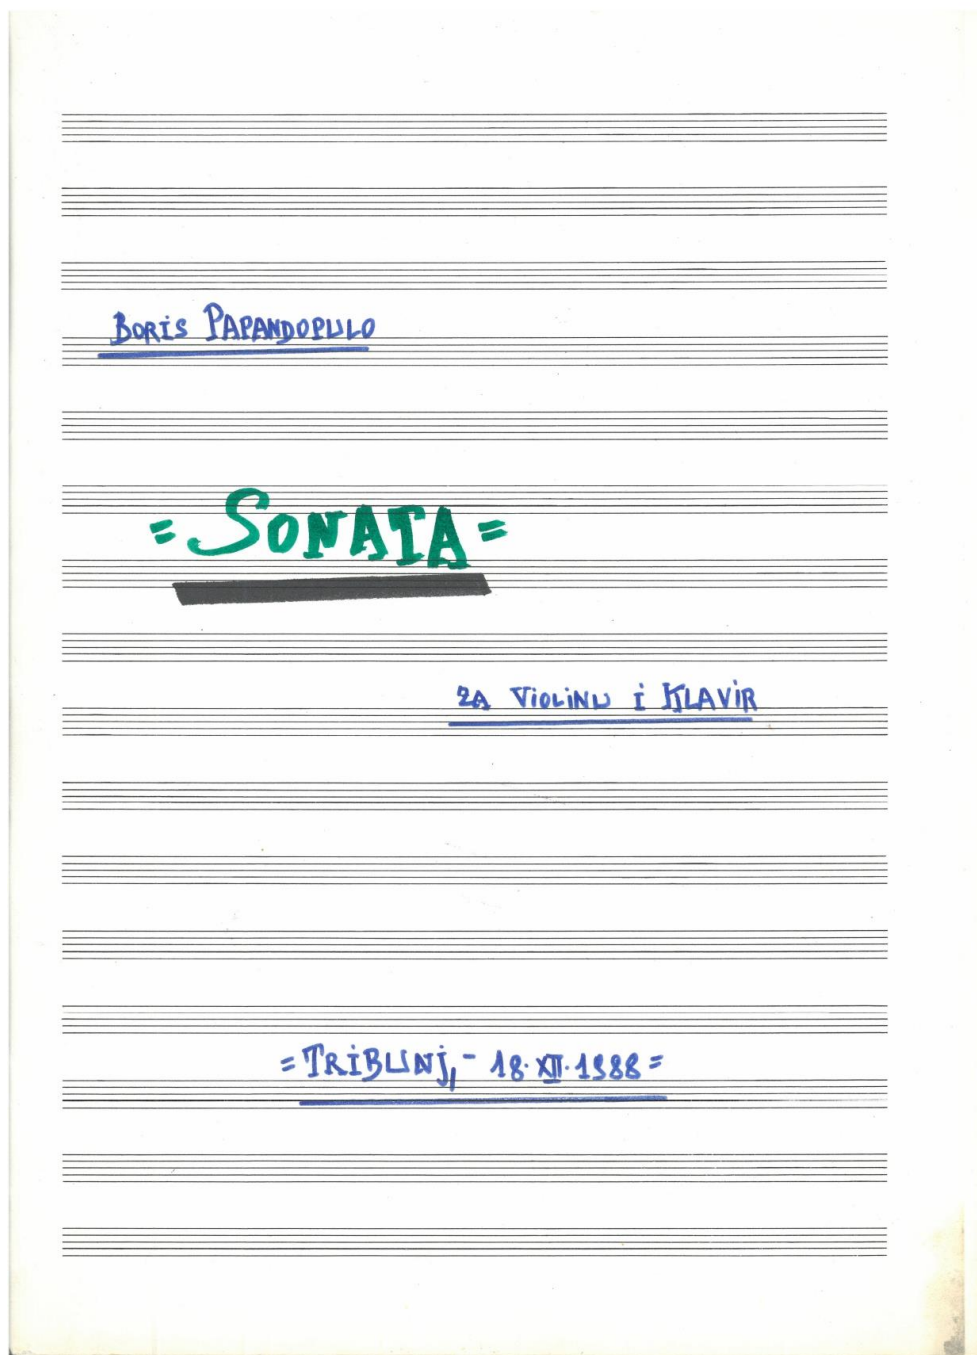 BORIS PAPANDOPULO
= SONATA =
ZA VIOLINU I KLAVIR
= TRIBUNJ, - 18. XII. 1988 =